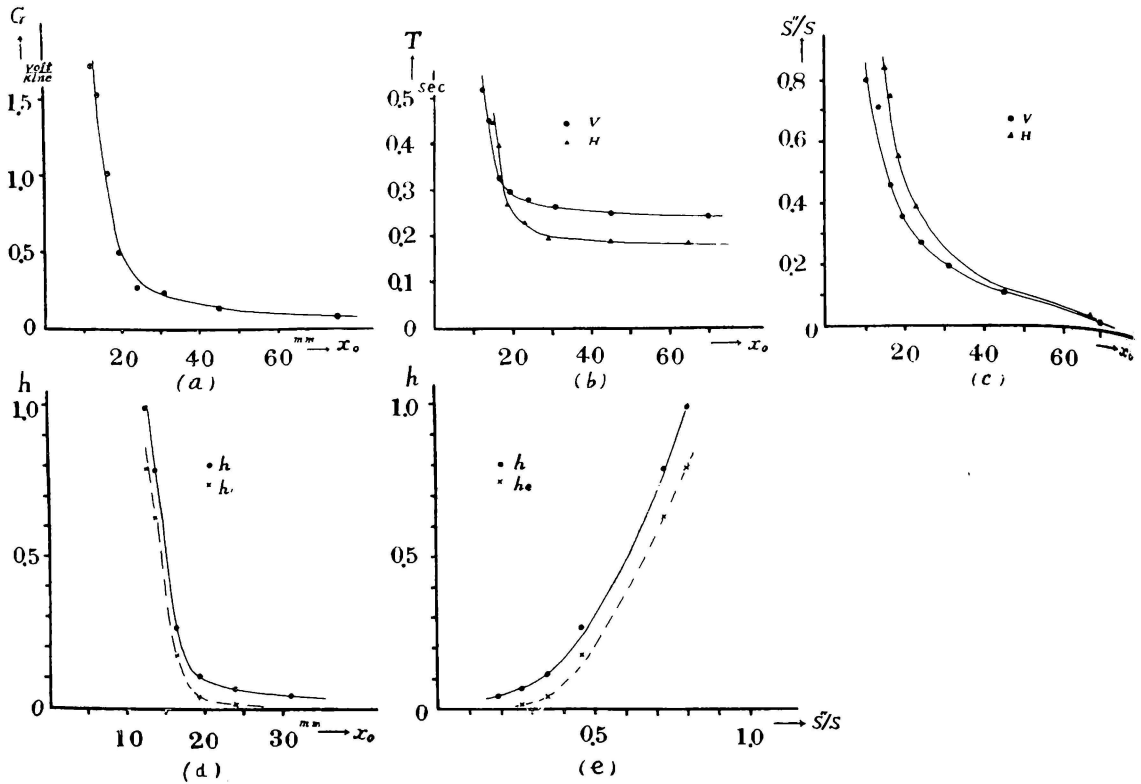 G
volt
kine
1.5
1.0
0.5
0
20 40 60 mm → x₀
(a)
T
sec
0.5
0.4
0.3
0.2
0.1
0
• V
▲ H
20 40 60 → x₀
(b)
S"/S
0.8
0.6
0.4
0.2
0
• V
▲ H
20 40 60 → x₀
(c)
h
1.0
0.5
0
• h
× h
10 20 30 mm → x₀
(d)
h
1.0
0.5
0
• h
× he
0.5 1.0 → S"/S
(e)